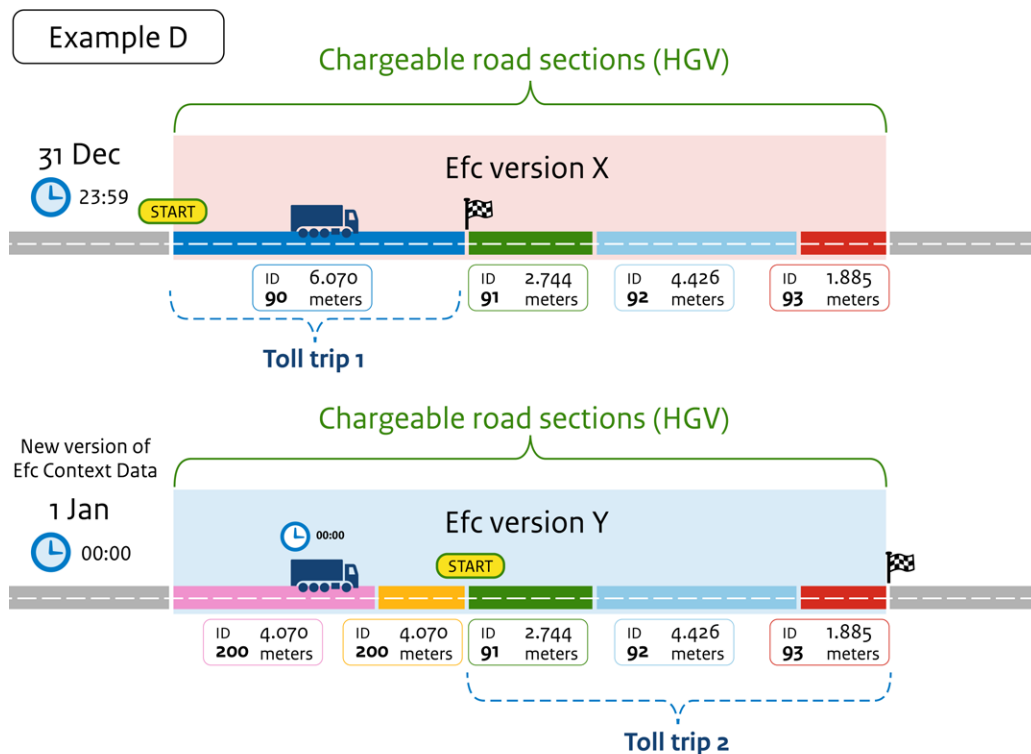 Example D
Chargeable road sections (HGV)
31 Dec
23:59
Efc version X
START
ID 90 6.070 meters
ID 91 2.744 meters
ID 92 4.426 meters
ID 93 1.885 meters
Toll trip 1
Chargeable road sections (HGV)
New version of
Efc Context Data
1 Jan
00:00
Efc version Y
00:00
START
ID 200 4.070 meters
ID 200 4.070 meters
ID 91 2.744 meters
ID 92 4.426 meters
ID 93 1.885 meters
Toll trip 2